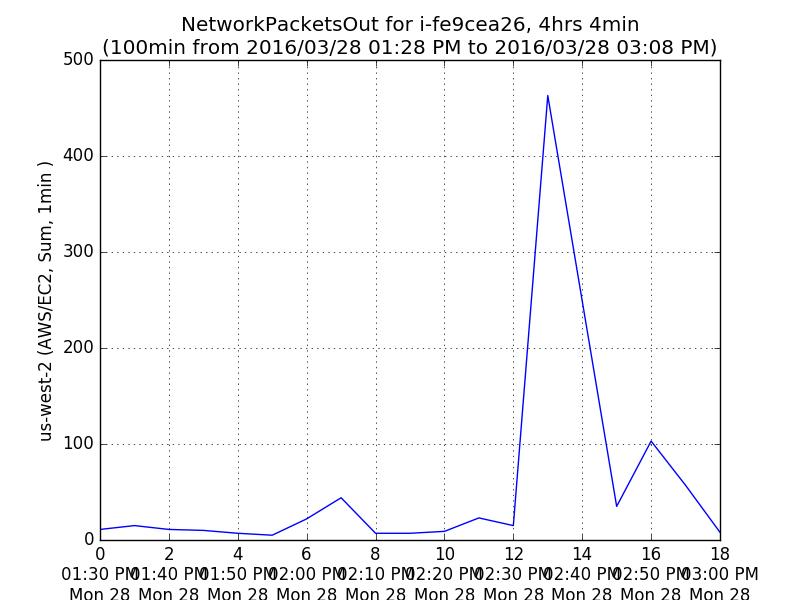 NetworkPacketsOut for i-fe9cea26, 4hrs 4min
(100min from 2016/03/28 01:28 PM to 2016/03/28 03:08 PM)
500
400
300
200
100
0
us-west-2 (AWS/EC2, Sum, 1min )
0 2 4 6 8 10 12 14 16 18
01:30 PM 01:40 PM 01:50 PM 02:00 PM 02:10 PM 02:20 PM 02:30 PM 02:40 PM 02:50 PM 03:00 PM
Mon 28 Mon 28 Mon 28 Mon 28 Mon 28 Mon 28 Mon 28 Mon 28 Mon 28 Mon 28